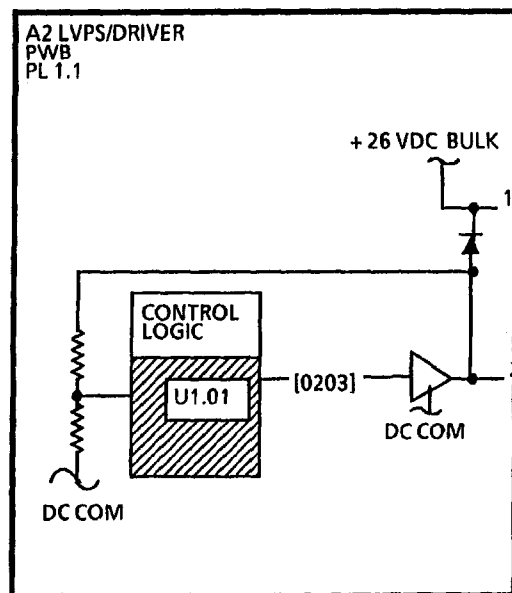 A2 LVPS/DRIVER
PWB
PL 1.1
+ 26 VDC BULK
1
CONTROL
LOGIC
U1.01
[0203]
DC COM
DC COM